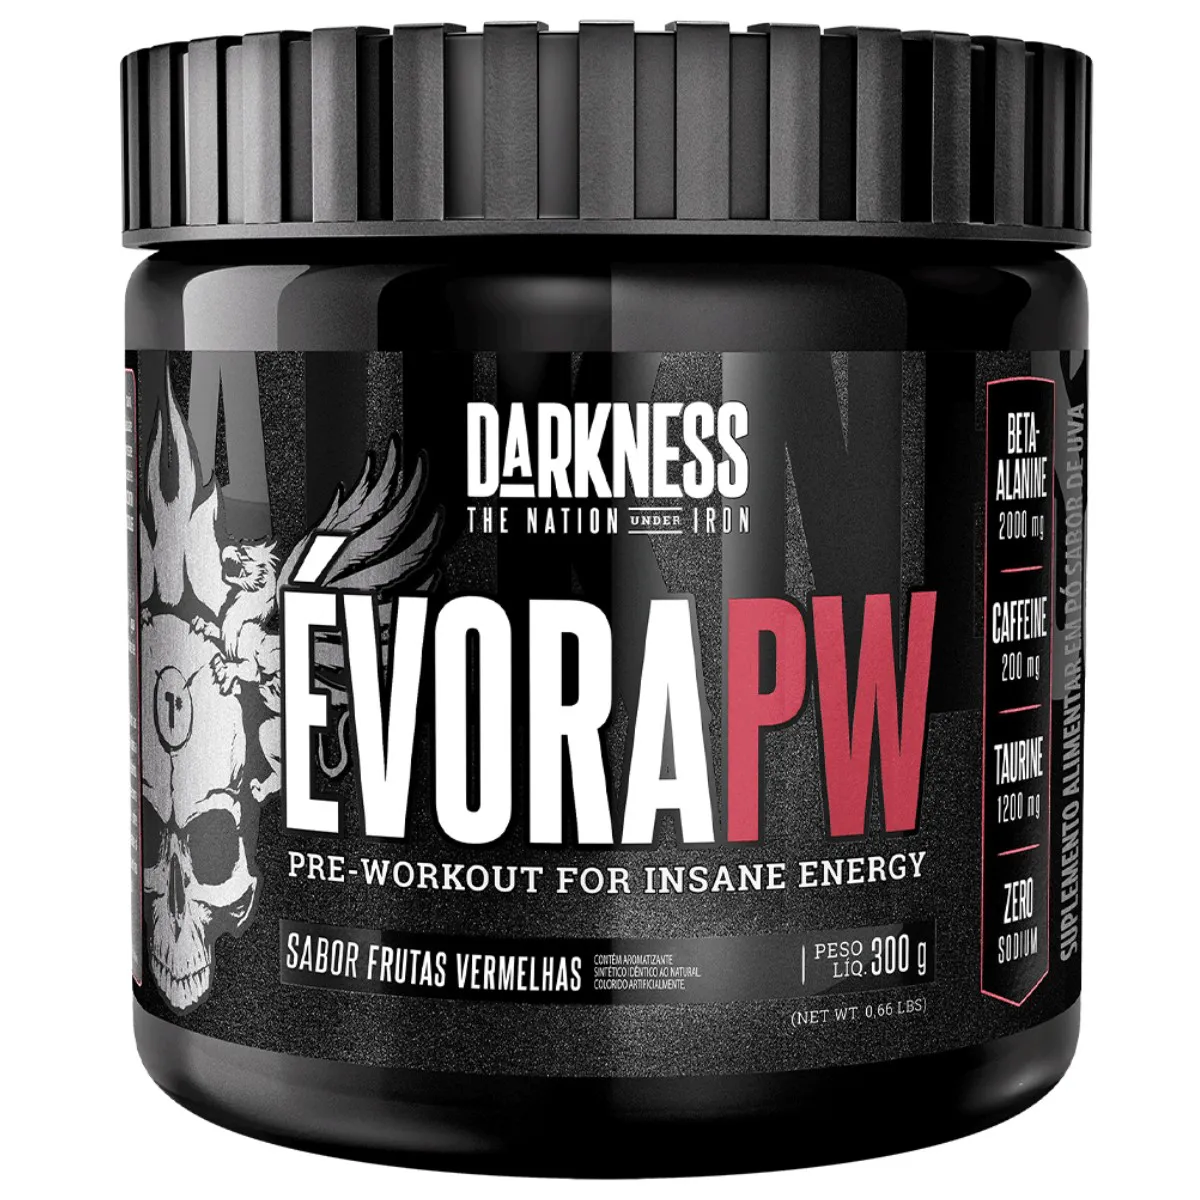 DARKNESS
THE NATION UNDER IRON
ÉVORAPW
PRE-WORKOUT FOR INSANE ENERGY
SABOR FRUTAS VERMELHAS
CONTÉM AROMATIZANTE
SINTÉTICO IDÊNTICO AO NATURAL.
COLORIDO ARTIFICIALMENTE.
PESO
LÍQ. 300 g
(NET WT. 0,66 LBS)
BETA-
ALANINE
2000 mg
CAFFEINE
200 mg
TAURINE
1200 mg
ZERO
SODIUM
SUPLEMENTO ALIMENTAR EM PÓ SABOR DE UVA